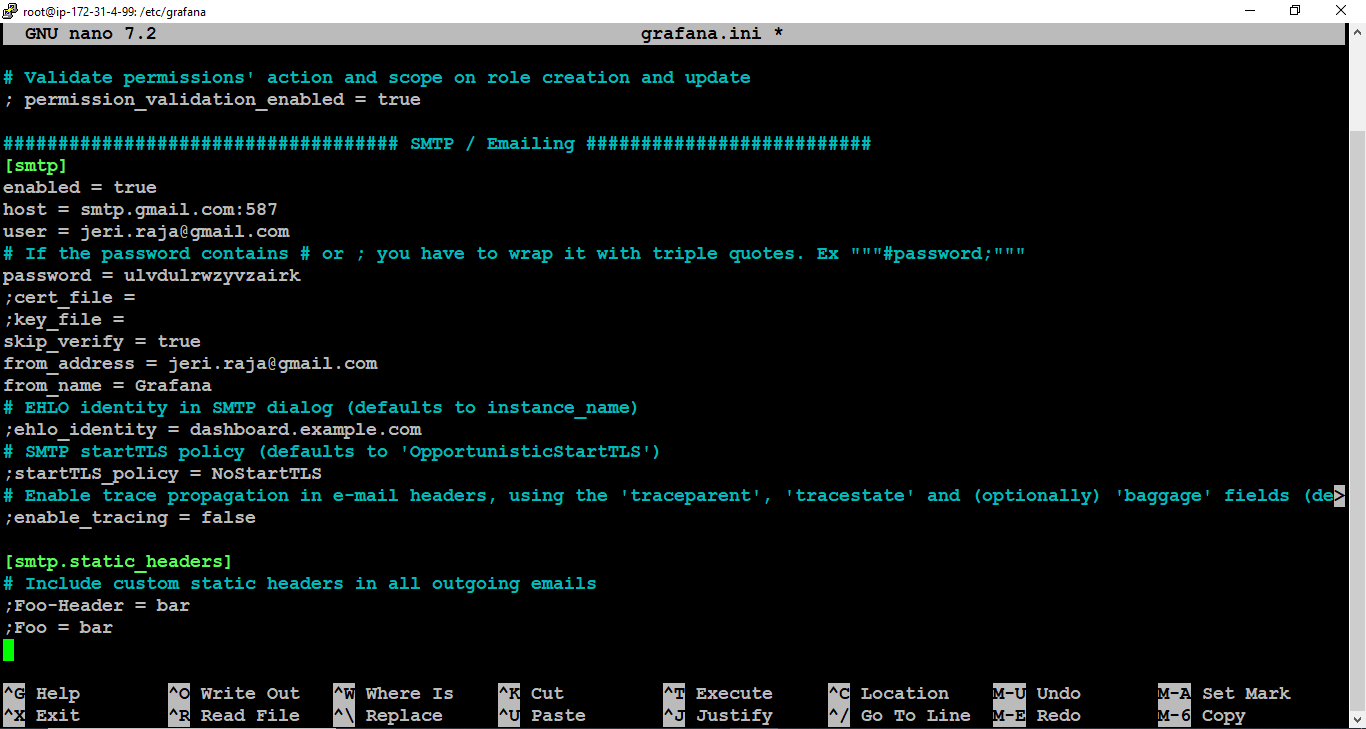 root@ip-172-31-4-99: /etc/grafana
GNU nano 7.2 grafana.ini *
# Validate permissions' action and scope on role creation and update
; permission_validation_enabled = true
#################################### SMTP / Emailing ##########################
[smtp]
enabled = true
host = smtp.gmail.com:587
user = jeri.raja@gmail.com
# If the password contains # or ; you have to wrap it with triple quotes. Ex """#password;"""
password = ulvdulrwzyvzairk
;cert_file =
;key_file =
skip_verify = true
from_address = jeri.raja@gmail.com
from_name = Grafana
# EHLO identity in SMTP dialog (defaults to instance_name)
;ehlo_identity = dashboard.example.com
# SMTP startTLS policy (defaults to 'OpportunisticStartTLS')
;startTLS_policy = NoStartTLS
# Enable trace propagation in e-mail headers, using the 'traceparent', 'tracestate' and (optionally) 'baggage' fields (de>
;enable_tracing = false
[smtp.static_headers]
# Include custom static headers in all outgoing emails
;Foo-Header = bar
;Foo = bar
^G Help ^O Write Out ^W Where Is ^K Cut ^T Execute ^C Location M-U Undo M-A Set Mark
^X Exit ^R Read File ^\ Replace ^U Paste ^J Justify ^/ Go To Line M-E Redo M-6 Copy